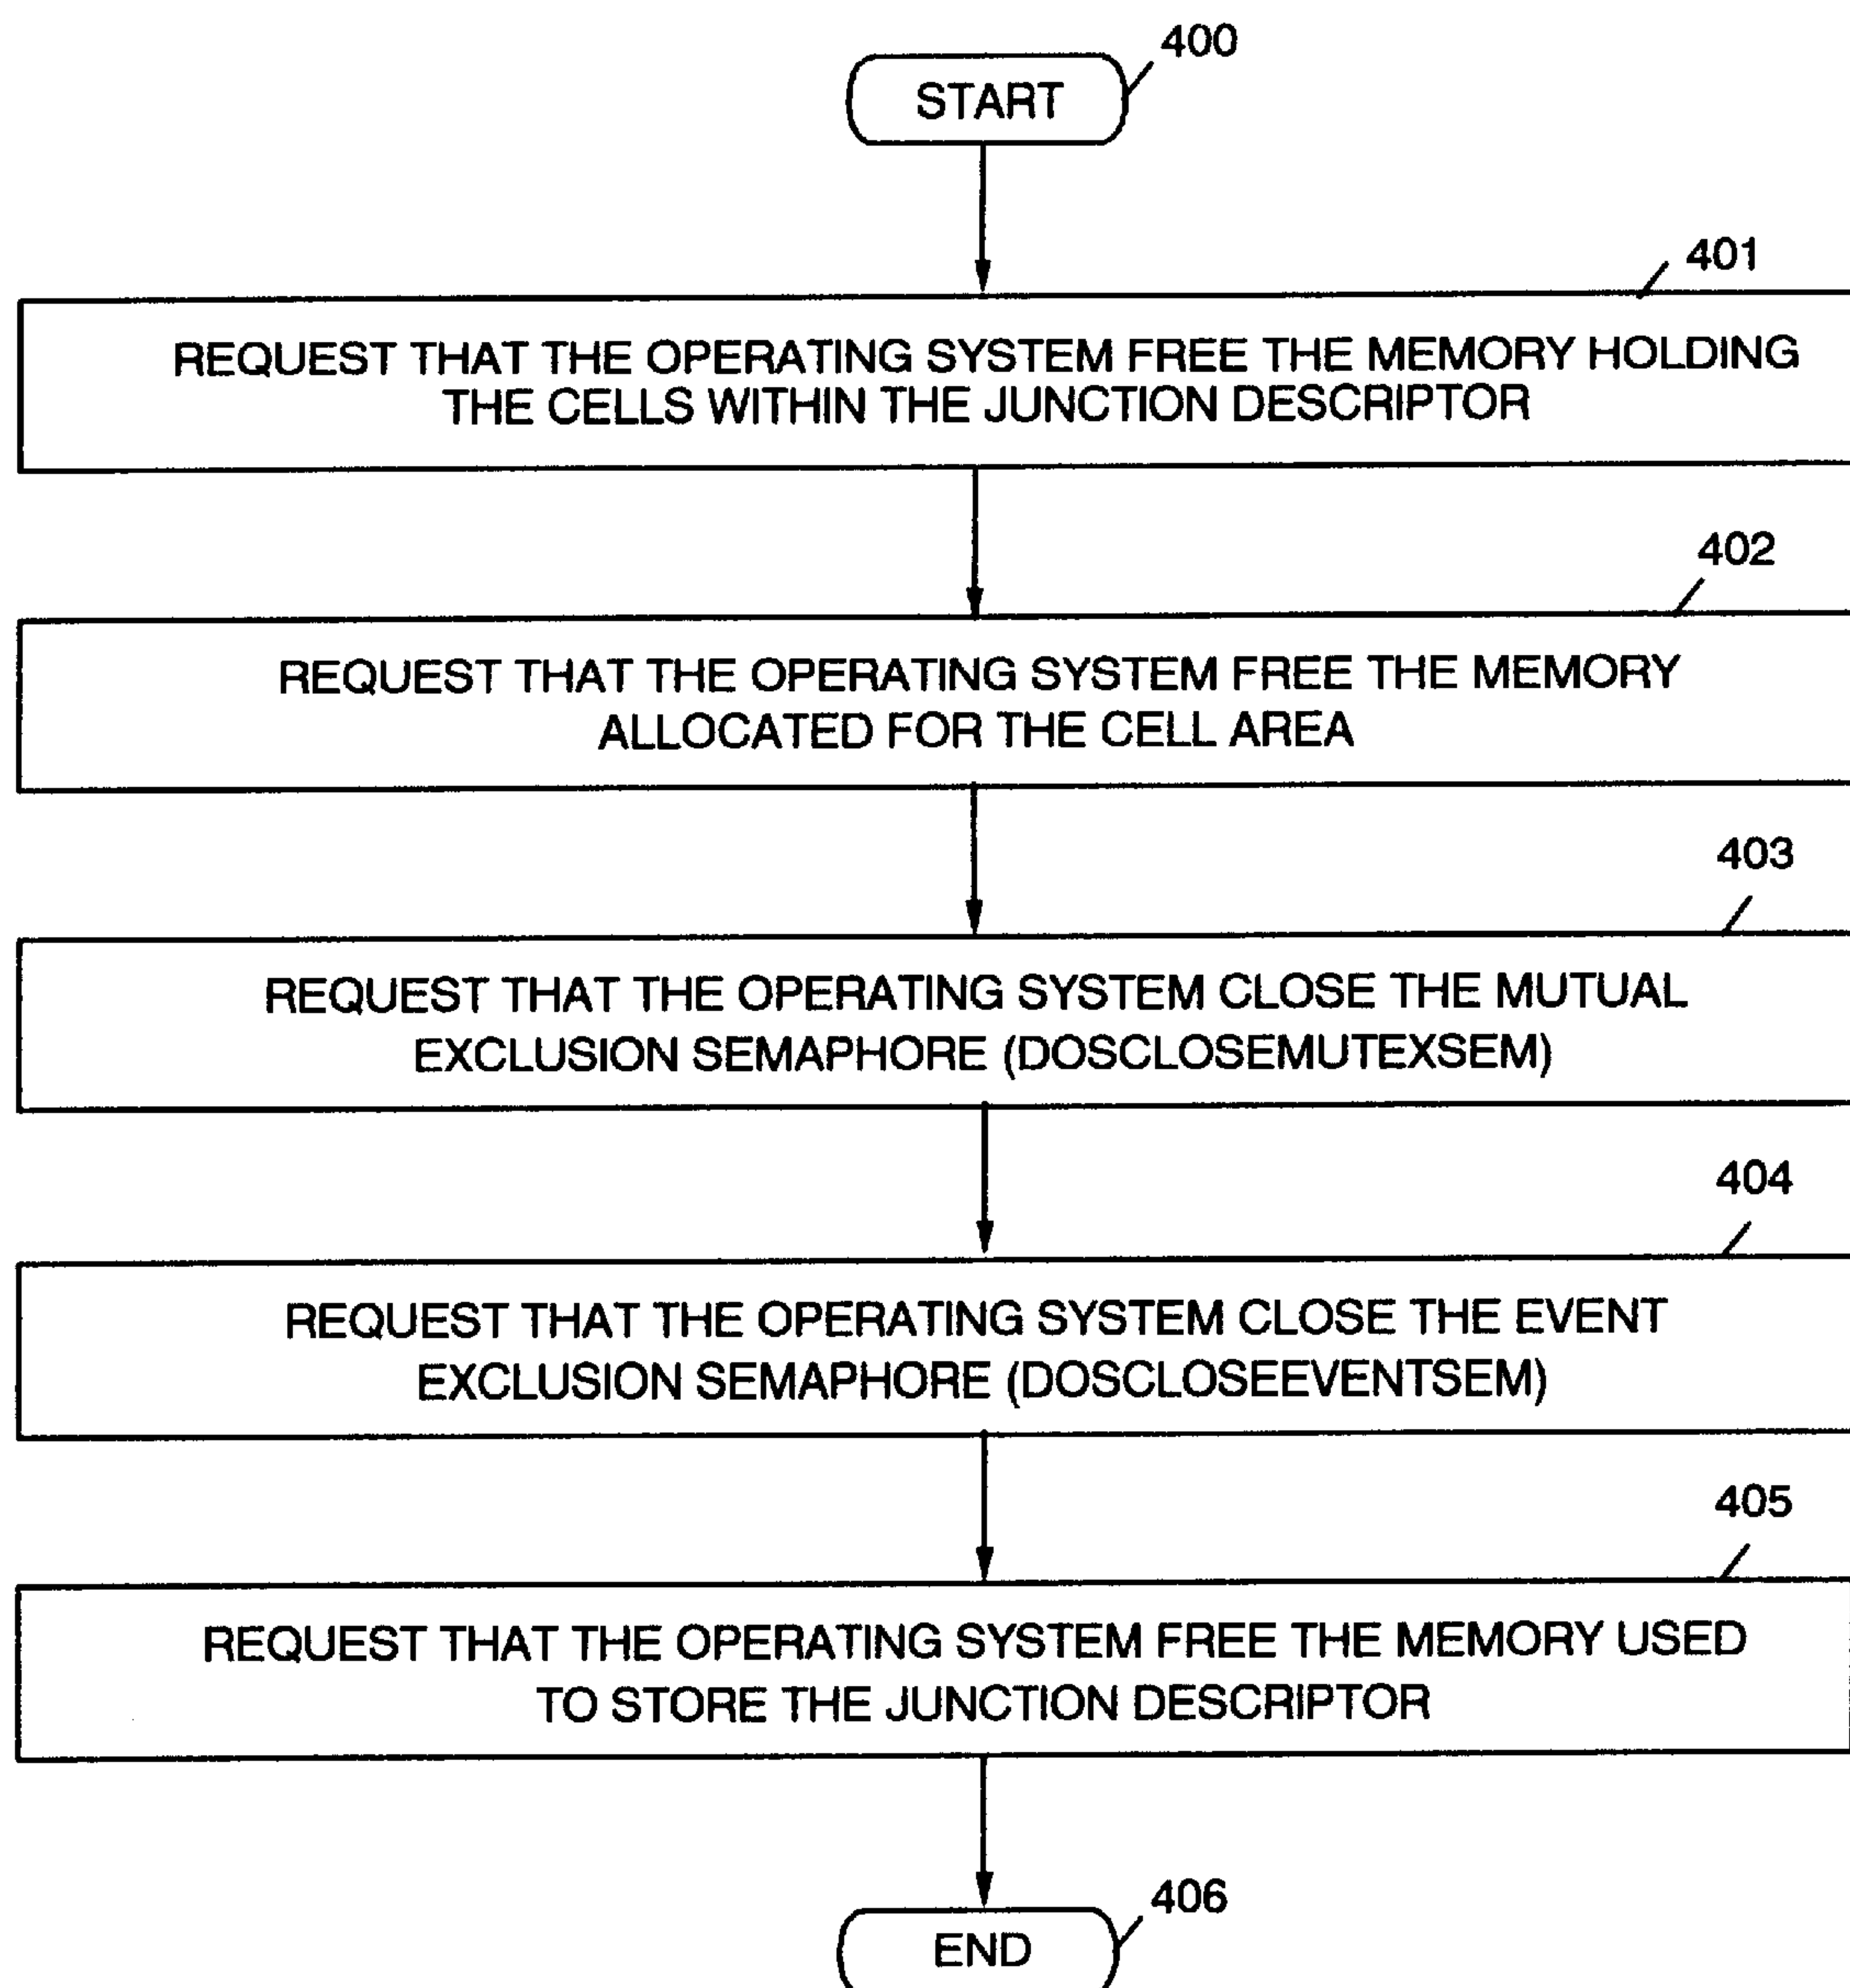 400
START
401
REQUEST THAT THE OPERATING SYSTEM FREE THE MEMORY HOLDING
THE CELLS WITHIN THE JUNCTION DESCRIPTOR
402
REQUEST THAT THE OPERATING SYSTEM FREE THE MEMORY
ALLOCATED FOR THE CELL AREA
403
REQUEST THAT THE OPERATING SYSTEM CLOSE THE MUTUAL
EXCLUSION SEMAPHORE (DOSCLOSEMUTEXSEM)
404
REQUEST THAT THE OPERATING SYSTEM CLOSE THE EVENT
EXCLUSION SEMAPHORE (DOSCLOSEEVENTSEM)
405
REQUEST THAT THE OPERATING SYSTEM FREE THE MEMORY USED
TO STORE THE JUNCTION DESCRIPTOR
406
END